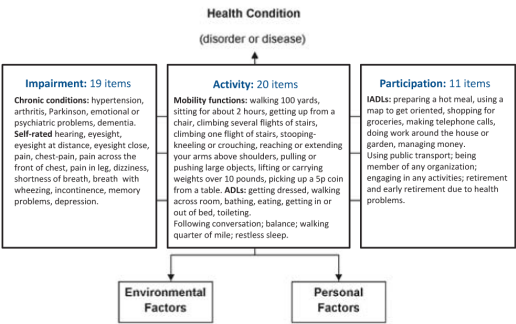 Health Condition
(disorder or disease)
Impairment: 19 items
Chronic conditions: hypertension,
arthritis, Parkinson, emotional or
psychiatric problems, dementia.
Self-rated hearing, eyesight,
eyesight at distance, eyesight close,
pain, chest-pain, pain across the
front of chest, pain in leg, dizziness,
shortness of breath, breath with
wheezing, incontinence, memory
problems, depression.
Activity: 20 items
Mobility functions: walking 100 yards,
sitting for about 2 hours, getting up from a
chair, climbing several flights of stairs,
climbing one flight of stairs, stooping-
kneeling or crouching, reaching or extending
your arms above shoulders, pulling or
pushing large objects, lifting or carrying
weights over 10 pounds, picking up a 5p coin
from a table. ADLs: getting dressed, walking
across room, bathing, eating, getting in or
out of bed, toileting.
Following conversation; balance; walking
quarter of mile; restless sleep.
Participation: 11 items
IADLs: preparing a hot meal, using a
map to get oriented, shopping for
groceries, making telephone calls,
doing work around the house or
garden, managing money.
Using public transport; being
member of any organization;
engaging in any activities; retirement
and early retirement due to health
problems.
Environmental
Factors
Personal
Factors